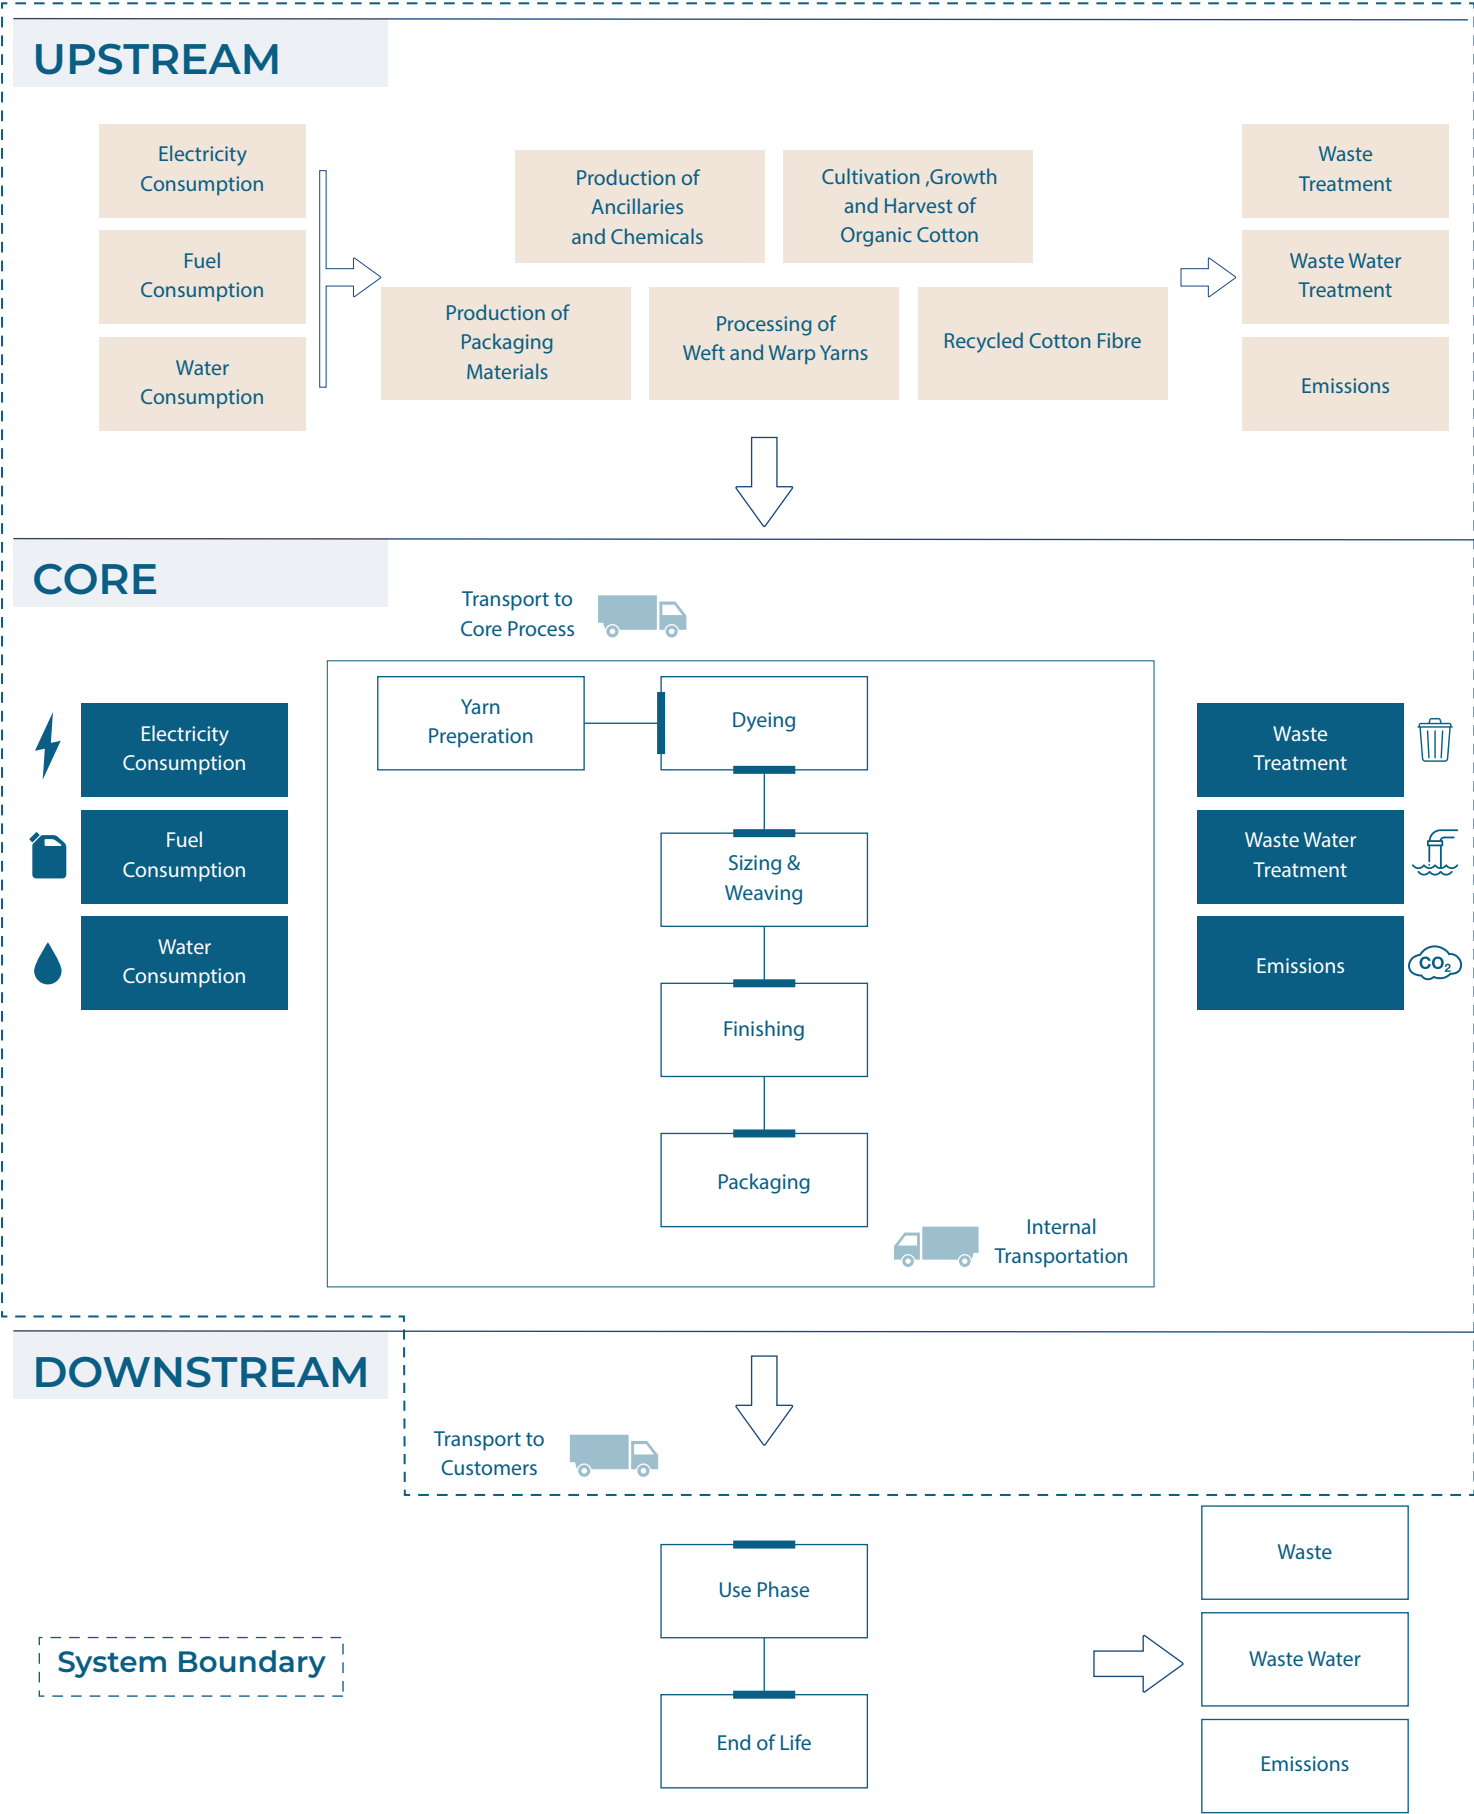 UPSTREAM
Electricity
Consumption
Fuel
Consumption
Water
Consumption
Production of
Ancillaries
and Chemicals
Cultivation ,Growth
and Harvest of
Organic Cotton
Production of
Packaging
Materials
Processing of
Weft and Warp Yarns
Recycled Cotton Fibre
Waste
Treatment
Waste Water
Treatment
Emissions
CORE
Transport to
Core Process
Electricity
Consumption
Fuel
Consumption
Water
Consumption
Yarn
Preperation
Dyeing
Sizing &
Weaving
Finishing
Packaging
Internal
Transportation
Waste
Treatment
Waste Water
Treatment
Emissions
CO2
DOWNSTREAM
Transport to
Customers
Use Phase
End of Life
Waste
Waste Water
Emissions
System Boundary